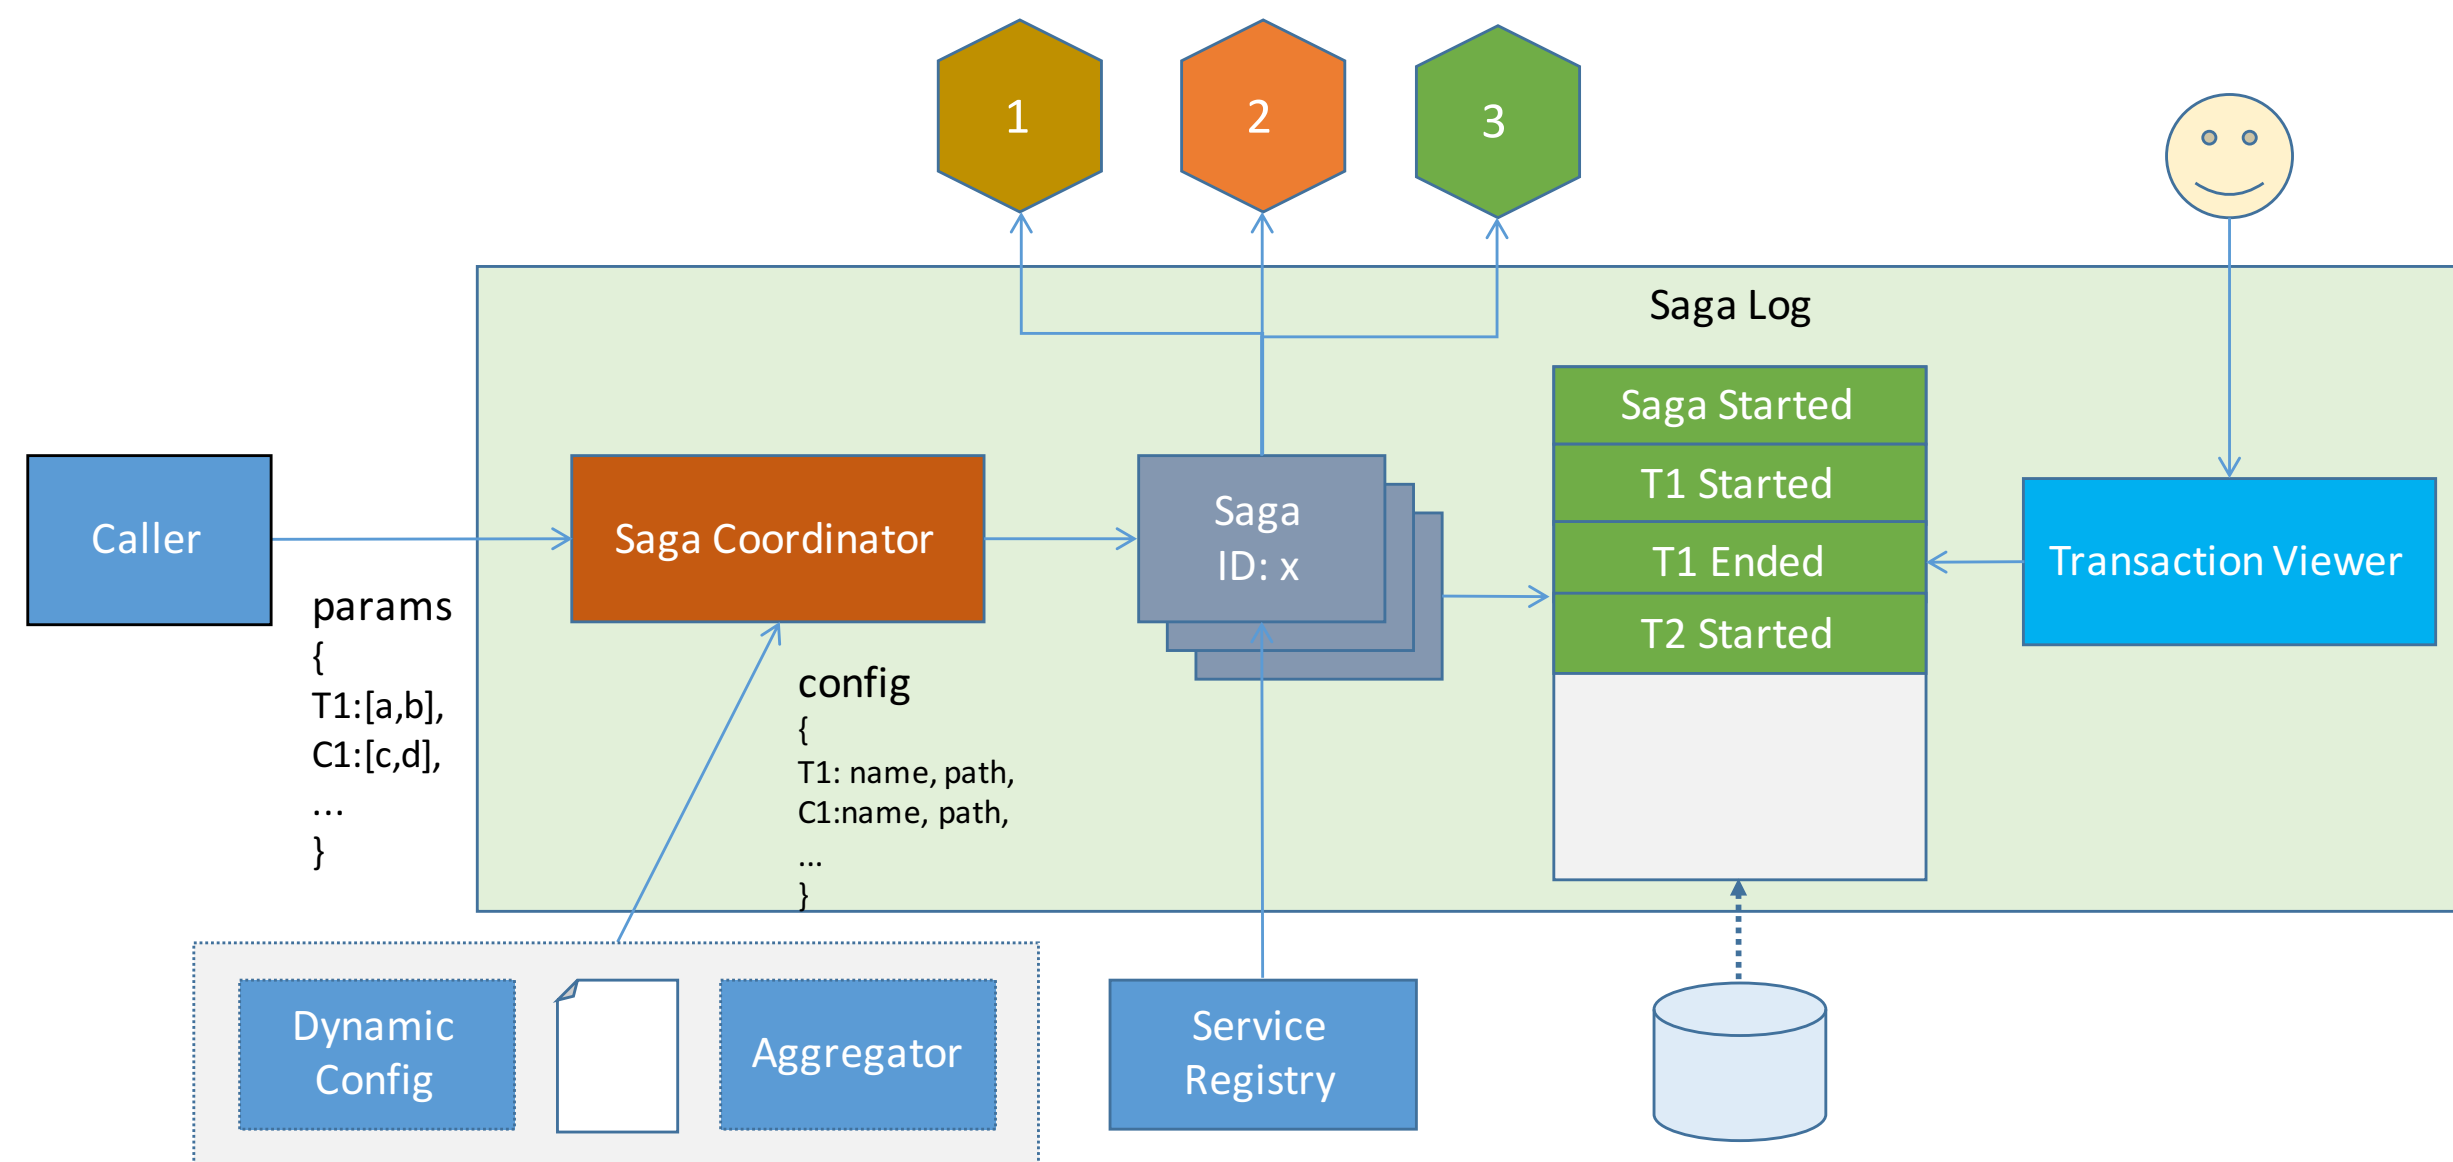 1
2
3
Saga Log
Caller
params
{
T1:[a,b],
C1:[c,d],
...
}
Saga Coordinator
config
{
T1: name, path,
C1:name, path,
...
}
Saga
ID: x
Saga Started
T1 Started
T1 Ended
T2 Started
Transaction Viewer
Dynamic
Config
Aggregator
Service
Registry